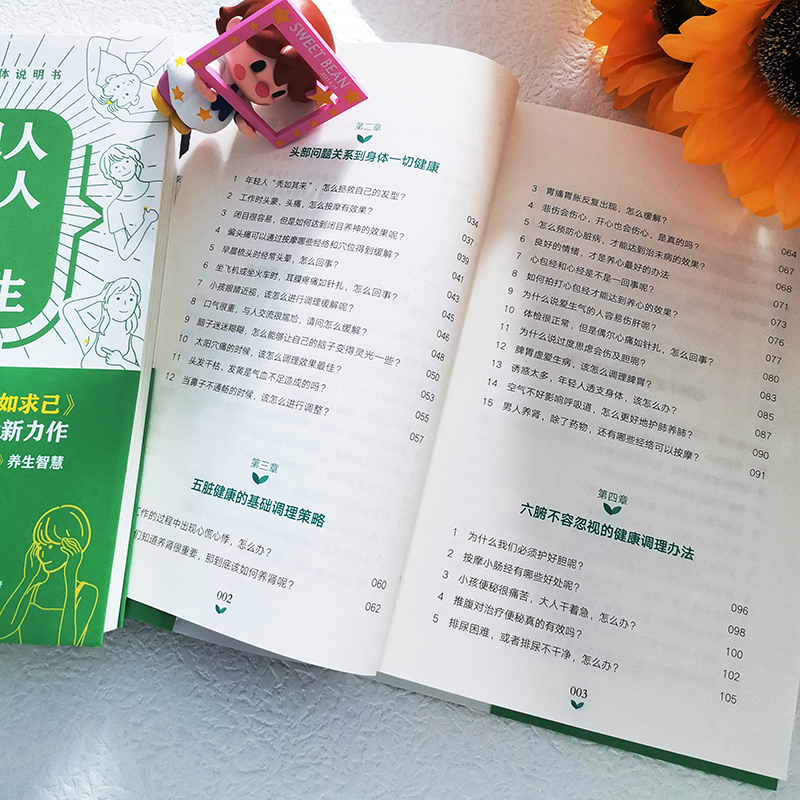 体说明书
人
人
生
如求己》
新力作
》养生智慧
SWEET BEAN
第二章
头部问题关系到身体一切健康
1 年轻人“秃如其来”，怎么拯救自己的发型？ 034
2 工作时头蒙、头痛，怎么按摩有效果？ 037
3 闭目很容易，但是如何达到闭目养神的效果呢？ 039
4 偏头痛可以通过按摩哪些经络和穴位得到缓解？ 041
5 早晨梳头时经常头晕，怎么回事？ 043
6 坐飞机或坐火车时，耳膜疼痛如针扎，怎么回事？ 045
7 小孩眼睛近视，该怎么进行调理缓解呢？ 046
8 口气很重，与人交流很尴尬，请问怎么缓解？ 048
9 脑子迷迷糊糊，怎么能够让自己的脑子变得灵光一些？ 050
10 太阳穴痛的时候，该怎么调理效果最佳？ 053
11 头发干枯、发黄是气血不足造成的吗？ 055
12 当鼻子不通畅的时候，该怎么进行调整？ 057
第三章
五脏健康的基础调理策略
工作的过程中出现心慌心悸，怎么办？ 060
们知道养肾很重要，那到底该如何养肾呢？ 062
002
3 胃痛胃胀反复出现，怎么缓解？ 064
4 悲伤会伤心，开心也会伤心，是真的吗？ 067
5 怎么预防心脏病，才能达到治未病的效果？ 068
6 良好的情绪，才是养心最好的办法 071
7 心包经和心经是不是一回事呢？ 073
8 如何拍打心包经才能达到养心的效果？ 076
9 为什么说爱生气的人容易伤肝呢？ 077
10 体检很正常，但是偶尔心痛如针扎，怎么回事？ 080
11 为什么说过度思虑会伤及脾呢？ 083
12 脾胃虚爱生病，该怎么调理脾胃？ 085
13 诱惑太多，年轻人透支身体，该怎么办？ 087
14 空气不好影响呼吸道，怎么更好地护肺养肺？ 090
15 男人养肾，除了药物，还有哪些经络可以按摩？ 091
第四章
六腑不容忽视的健康调理办法
1 为什么我们必须护好胆呢？ 096
2 按摩小肠经有哪些好处呢？ 098
3 小孩便秘很痛苦，大人干着急，怎么办？ 100
4 推腹对治疗便秘真的有效吗？ 102
5 排尿困难，或者排尿不干净，怎么办？ 105
003